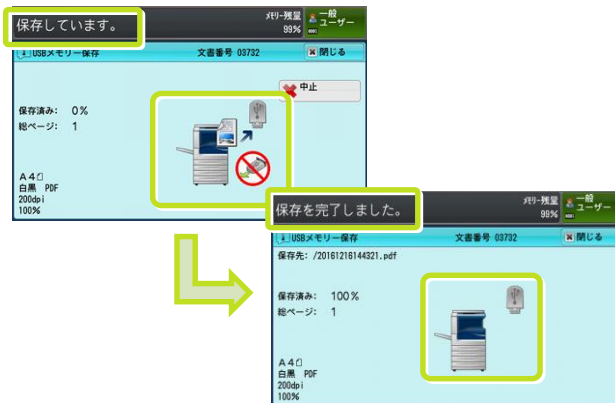 保存しています。
メモリー残量
99%
一般
ユーザー
USBメモリー保存
文書番号 03732
閉じる
中止
保存済み: 0%
総ページ: 1
A4
白黒 PDF
200dpi
100%
保存を完了しました。
メモリー残量
99%
一般
ユーザー
USBメモリー保存
文書番号 03732
閉じる
保存先: /20161216144321.pdf
保存済み: 100%
総ページ: 1
A4
白黒 PDF
200dpi
100%